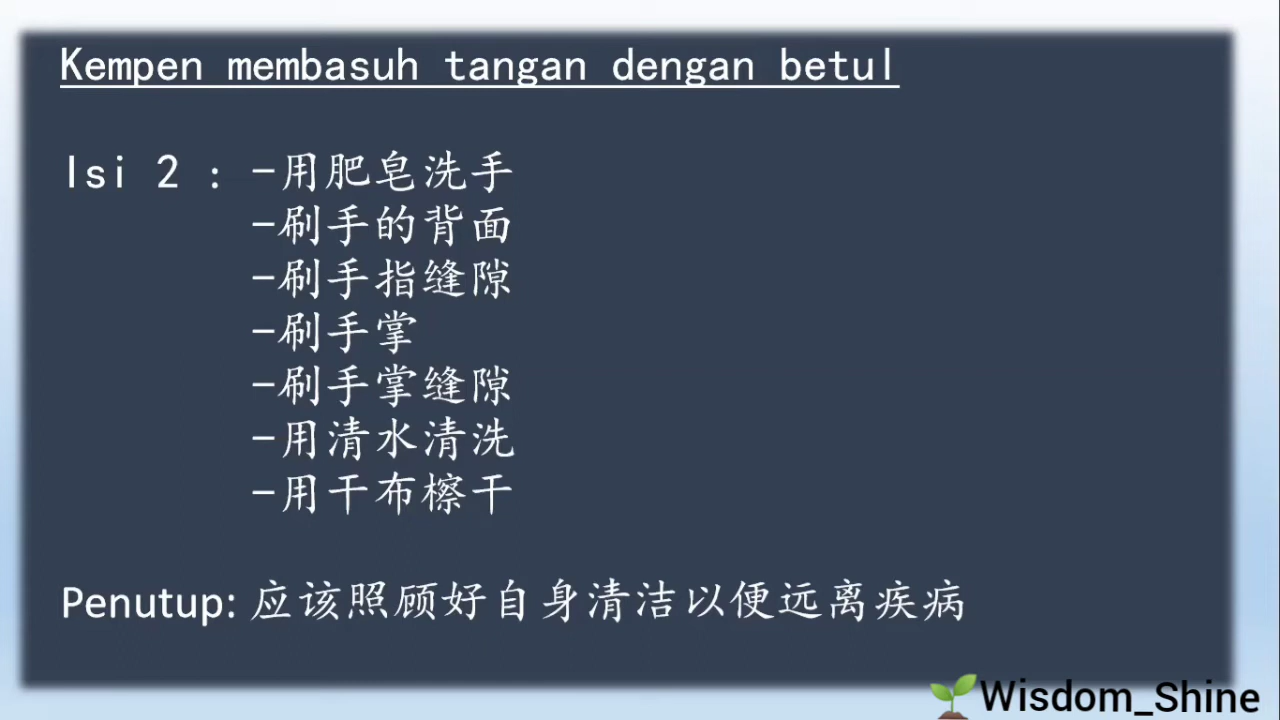 Kempen membasuh tangan dengan betul
Isi 2 : -用肥皂洗手
-刷手的背面
-刷手指缝隙
-刷手掌
-刷手掌缝隙
-用清水清洗
-用干布檫干
Penutup: 应该照顾好自身清洁以便远离疾病
Wisdom_Shine